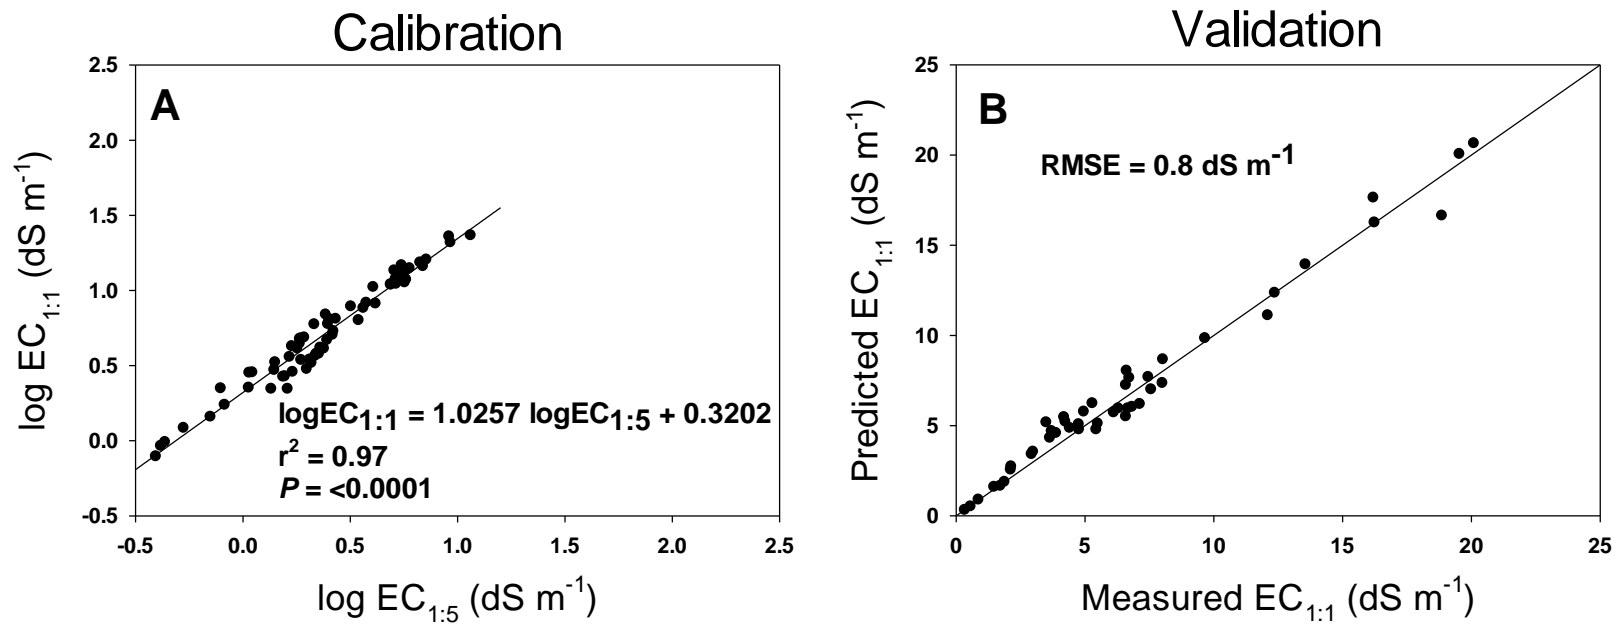 Calibration
A
2.5
2.0
1.5
1.0
0.5
0.0
-0.5
log EC1:1 (dS m-1)
logEC1:1 = 1.0257 logEC1:5 + 0.3202
r2 = 0.97
P = <0.0001
-0.5 0.0 0.5 1.0 1.5 2.0 2.5
log EC1:5 (dS m-1)
Validation
B
25
20
15
10
5
0
Predicted EC1:1 (dS m-1)
RMSE = 0.8 dS m-1
0 5 10 15 20 25
Measured EC1:1 (dS m-1)